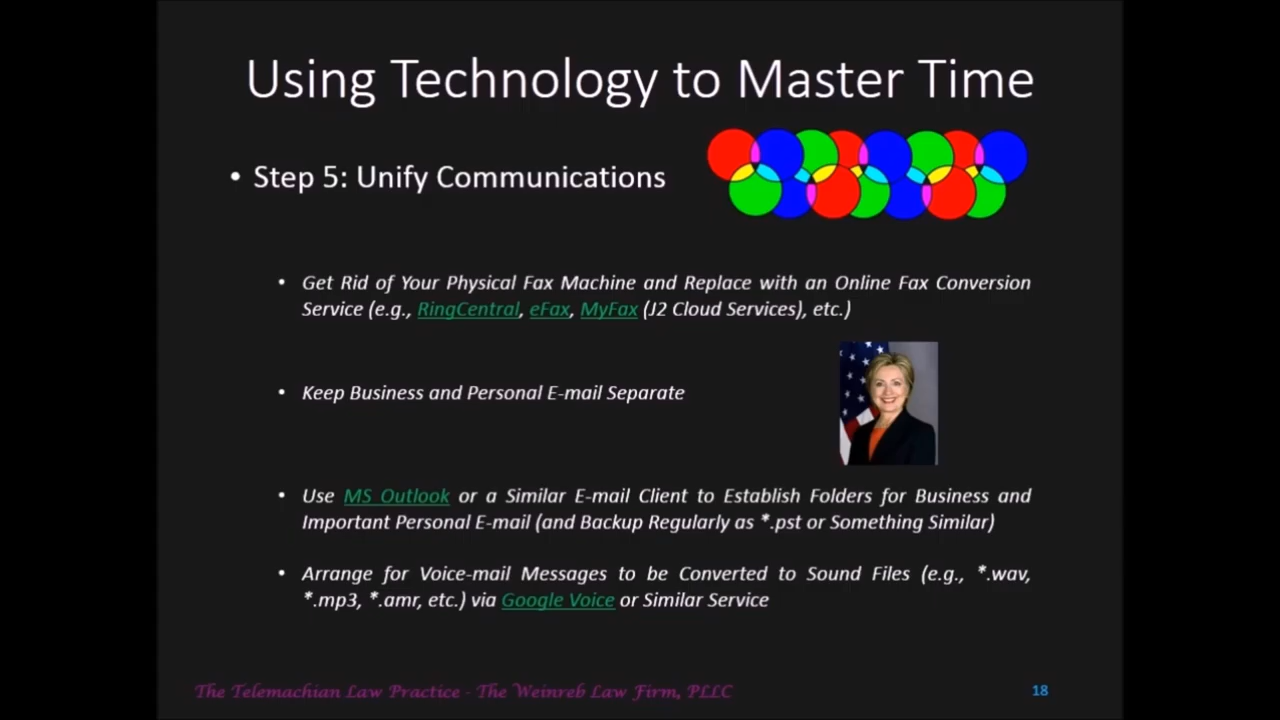 Using Technology to Master Time
• Step 5: Unify Communications
• Get Rid of Your Physical Fax Machine and Replace with an Online Fax Conversion
Service (e.g., RingCentral, eFax, MyFax (J2 Cloud Services), etc.)
• Keep Business and Personal E-mail Separate
• Use MS Outlook or a Similar E-mail Client to Establish Folders for Business and
Important Personal E-mail (and Backup Regularly as *.pst or Something Similar)
• Arrange for Voice-mail Messages to be Converted to Sound Files (e.g., *.wav,
*.mp3, *.amr, etc.) via Google Voice or Similar Service
The Telemachian Law Practice - The Weinreb Law Firm, PLLC
18